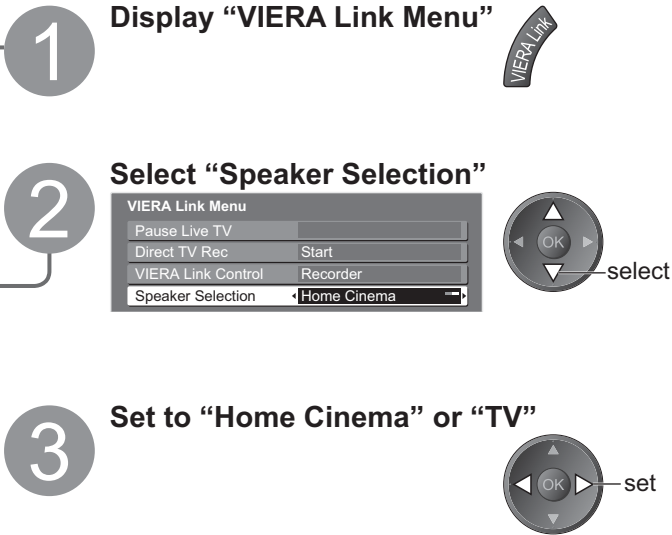 1
Display “VIERA Link Menu”
VIERA Link
2
Select “Speaker Selection”
VIERA Link Menu
Pause Live TV
Direct TV Rec Start
VIERA Link Control Recorder
Speaker Selection Home Cinema
OK
select
3
Set to “Home Cinema” or “TV”
OK
set